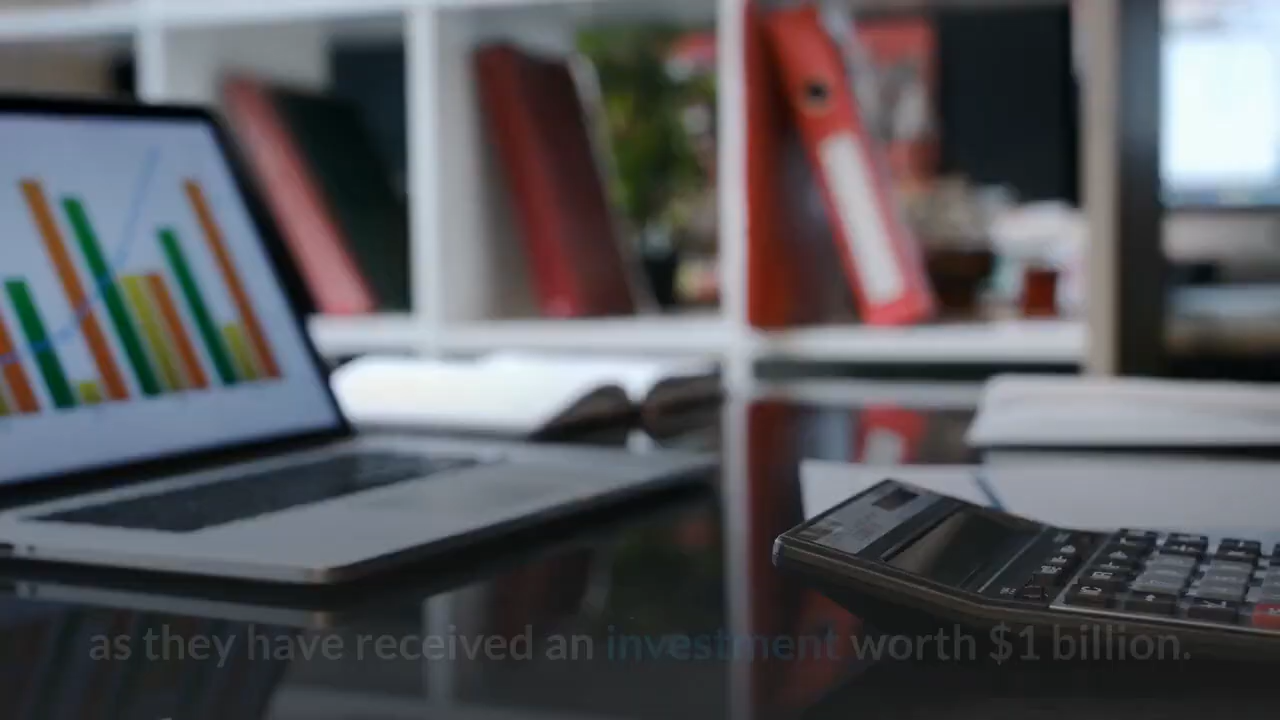 as they have received an investment worth $1 billion.